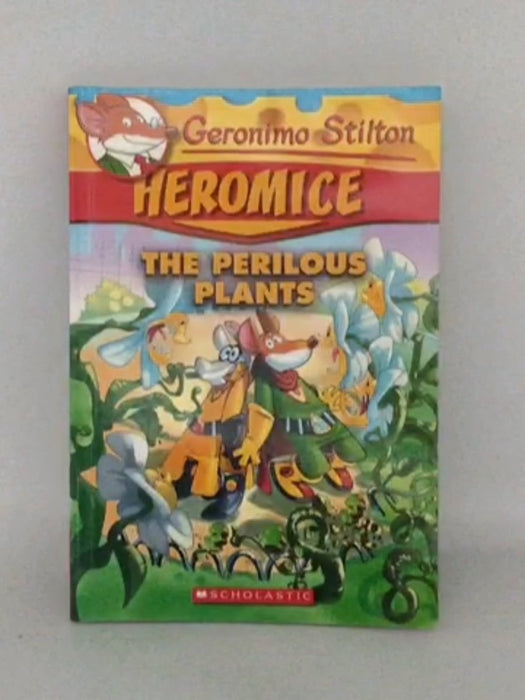 Geronimo Stilton
HEROMICE
THE PERILOUS
PLANTS
SCHOLASTIC